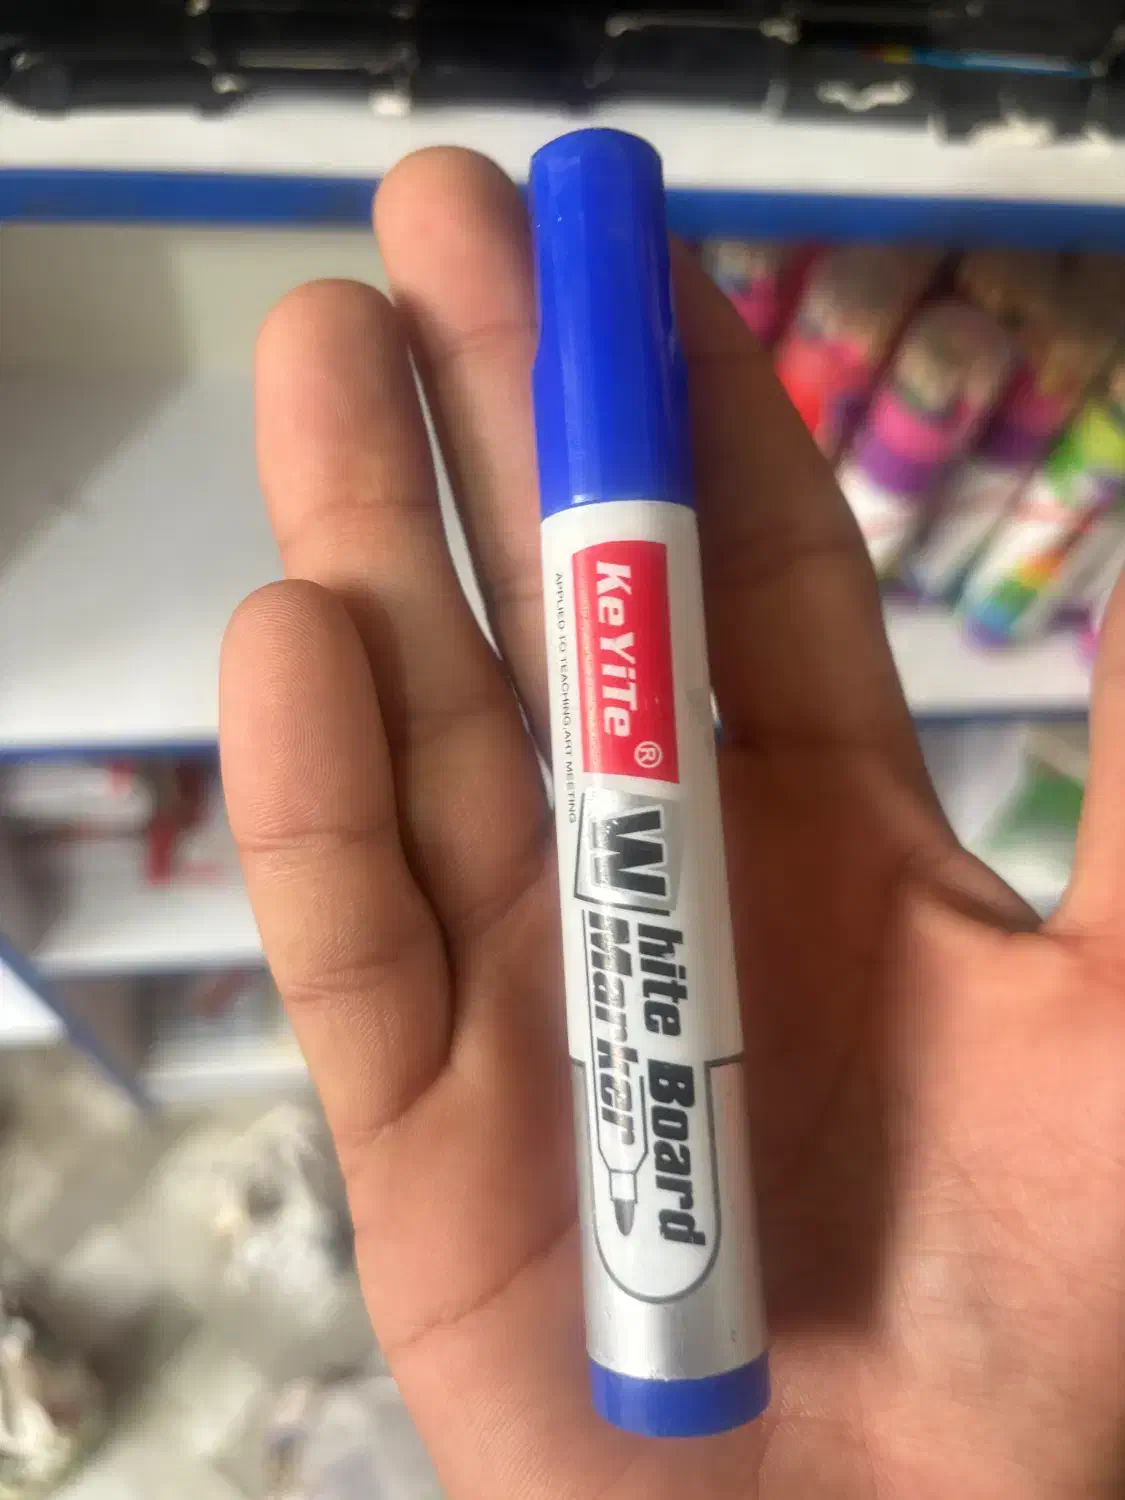 KeYiTe®
APPLIED TO TEACHING,ART MEETING
White Board
Marker